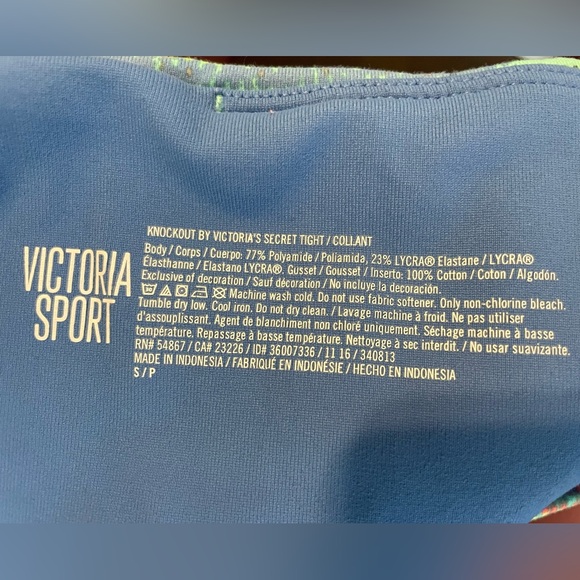 VICTORIA
SPORT
KNOCKOUT BY VICTORIA'S SECRET TIGHT / COLLANT
Body / Corps / Cuerpo: 77% Polyamide / Poliamida, 23% LYCRA® Elastane / LYCRA®
Élasthanne / Elastano LYCRA®. Gusset / Gousset / Inserto: 100% Cotton / Coton / Algodón.
Exclusive of decoration / Sauf décoration / No incluye la decoración.
Machine wash cold. Do not use fabric softener. Only non-chlorine bleach.
Tumble dry low. Cool iron. Do not dry clean. / Lavage machine à froid. Ne pas utiliser
d'assouplissant. Agent de blanchiment non chloré uniquement. Séchage machine à basse
température. Repassage à basse température. Nettoyage à sec interdit. / No usar suavizante.
RN# 54867 / CA# 23226 / ID# 36007336 / 11 16 / 340813
MADE IN INDONESIA / FABRIQUÉ EN INDONÉSIE / HECHO EN INDONESIA
S / P